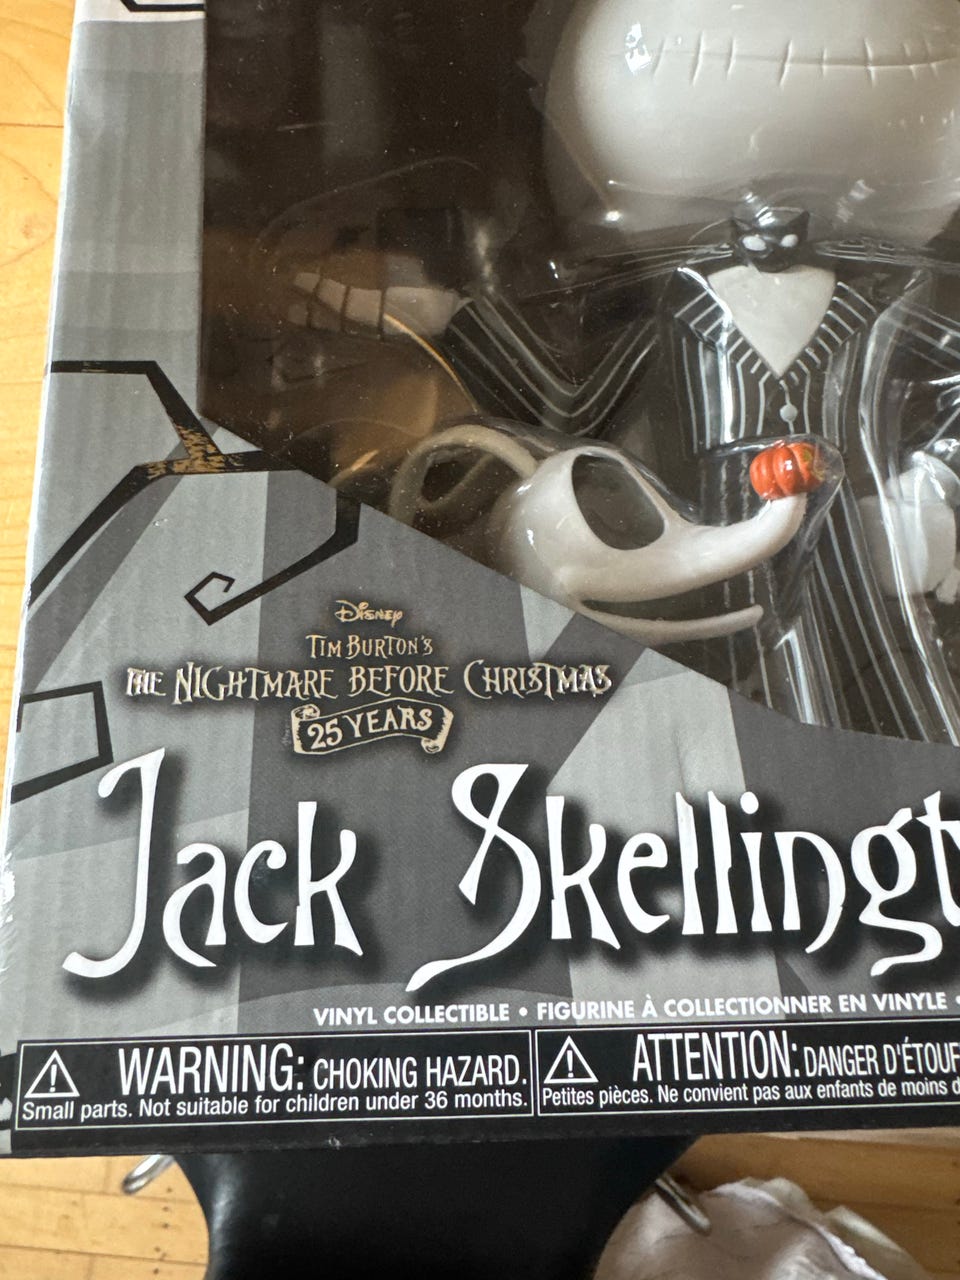 Disney
TIM BURTON'S
THE NIGHTMARE BEFORE CHRISTMAS
25 YEARS
Jack Skellingt
VINYL COLLECTIBLE • FIGURINE À COLLECTIONNER EN VINYLE •
WARNING: CHOKING HAZARD.
Small parts. Not suitable for children under 36 months.
ATTENTION: DANGER D'ÉTOUF
Petites pièces. Ne convient pas aux enfants de moins d